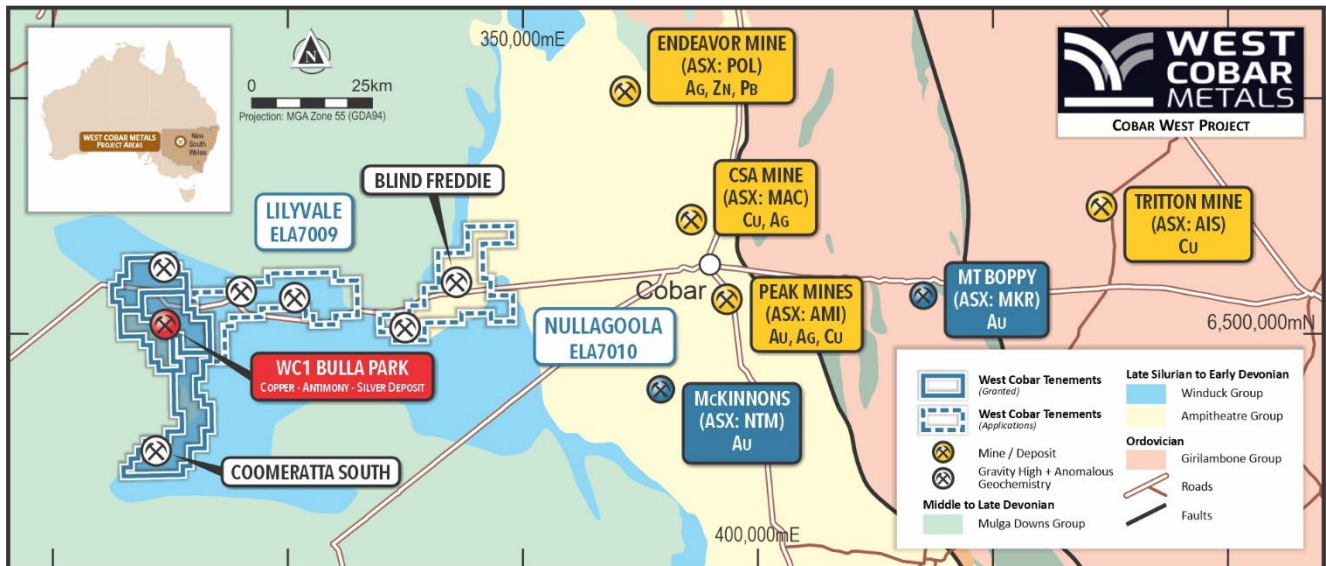 350,000mE
N
0 25km
Projection: MGA Zone 55 (GDA94)
WEST COBAR METALS
PROJECT AREAS
New
South
Wales
ENDEAVOR MINE
(ASX: POL)
AG, ZN, PB
WEST
COBAR
METALS
COBAR WEST PROJECT
BLIND FREDDIE
CSA MINE
(ASX: MAC)
CU, AG
TRITTON MINE
(ASX: AIS)
CU
LILYVALE
ELA7009
Cobar
PEAK MINES
(ASX: AMI)
AU, AG, CU
MT BOPPY
(ASX: MKR)
AU
NULLAGOOLA
ELA7010
6,500,000mN
WC1 BULLA PARK
COPPER - ANTIMONY - SILVER DEPOSIT
MCKINNONS
(ASX: NTM)
AU
COOMERATTA SOUTH
400,000mE
West Cobar Tenements
(Granted)
West Cobar Tenements
(Applications)
Mine / Deposit
Gravity High + Anomalous
Geochemistry
Middle to Late Devonian
Mulga Downs Group
Late Silurian to Early Devonian
Winduck Group
Ampitheatre Group
Ordovician
Girilambone Group
Roads
Faults